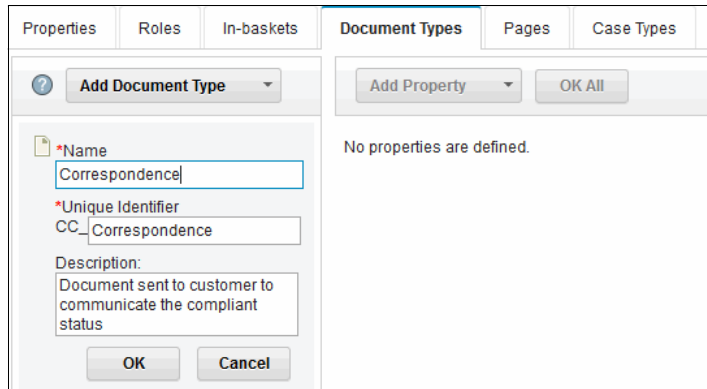 Properties Roles In-baskets Document Types Pages Case Types
? Add Document Type Add Property OK All
*Name
Correspondence
No properties are defined.
*Unique Identifier
CC_ Correspondence
Description:
Document sent to customer to
communicate the compliant
status
OK Cancel